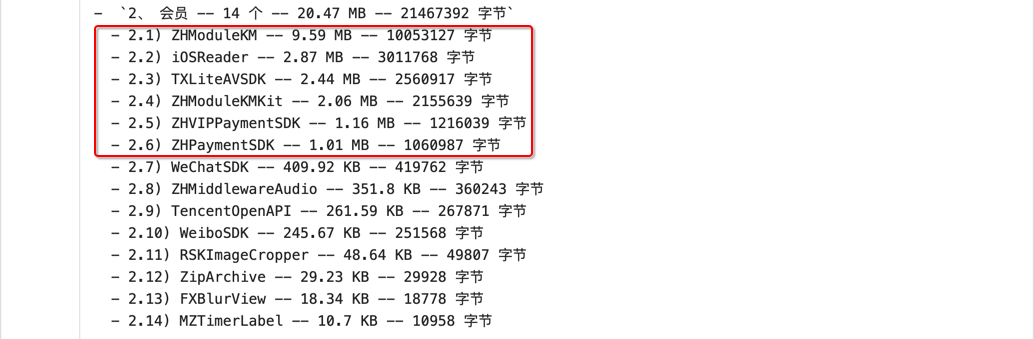 - `2、 会员 -- 14 个 -- 20.47 MB -- 21467392 字节`
- 2.1) ZHModuleKM -- 9.59 MB -- 10053127 字节
- 2.2) iOSReader -- 2.87 MB -- 3011768 字节
- 2.3) TXLiteAVSDK -- 2.44 MB -- 2560917 字节
- 2.4) ZHModuleKMKit -- 2.06 MB -- 2155639 字节
- 2.5) ZHVIPPaymentSDK -- 1.16 MB -- 1216039 字节
- 2.6) ZHPaymentSDK -- 1.01 MB -- 1060987 字节
- 2.7) WeChatSDK -- 409.92 KB -- 419762 字节
- 2.8) ZHMiddlewareAudio -- 351.8 KB -- 360243 字节
- 2.9) TencentOpenAPI -- 261.59 KB -- 267871 字节
- 2.10) WeiboSDK -- 245.67 KB -- 251568 字节
- 2.11) RSKImageCropper -- 48.64 KB -- 49807 字节
- 2.12) ZipArchive -- 29.23 KB -- 29928 字节
- 2.13) FXBlurView -- 18.34 KB -- 18778 字节
- 2.14) MZTimerLabel -- 10.7 KB -- 10958 字节